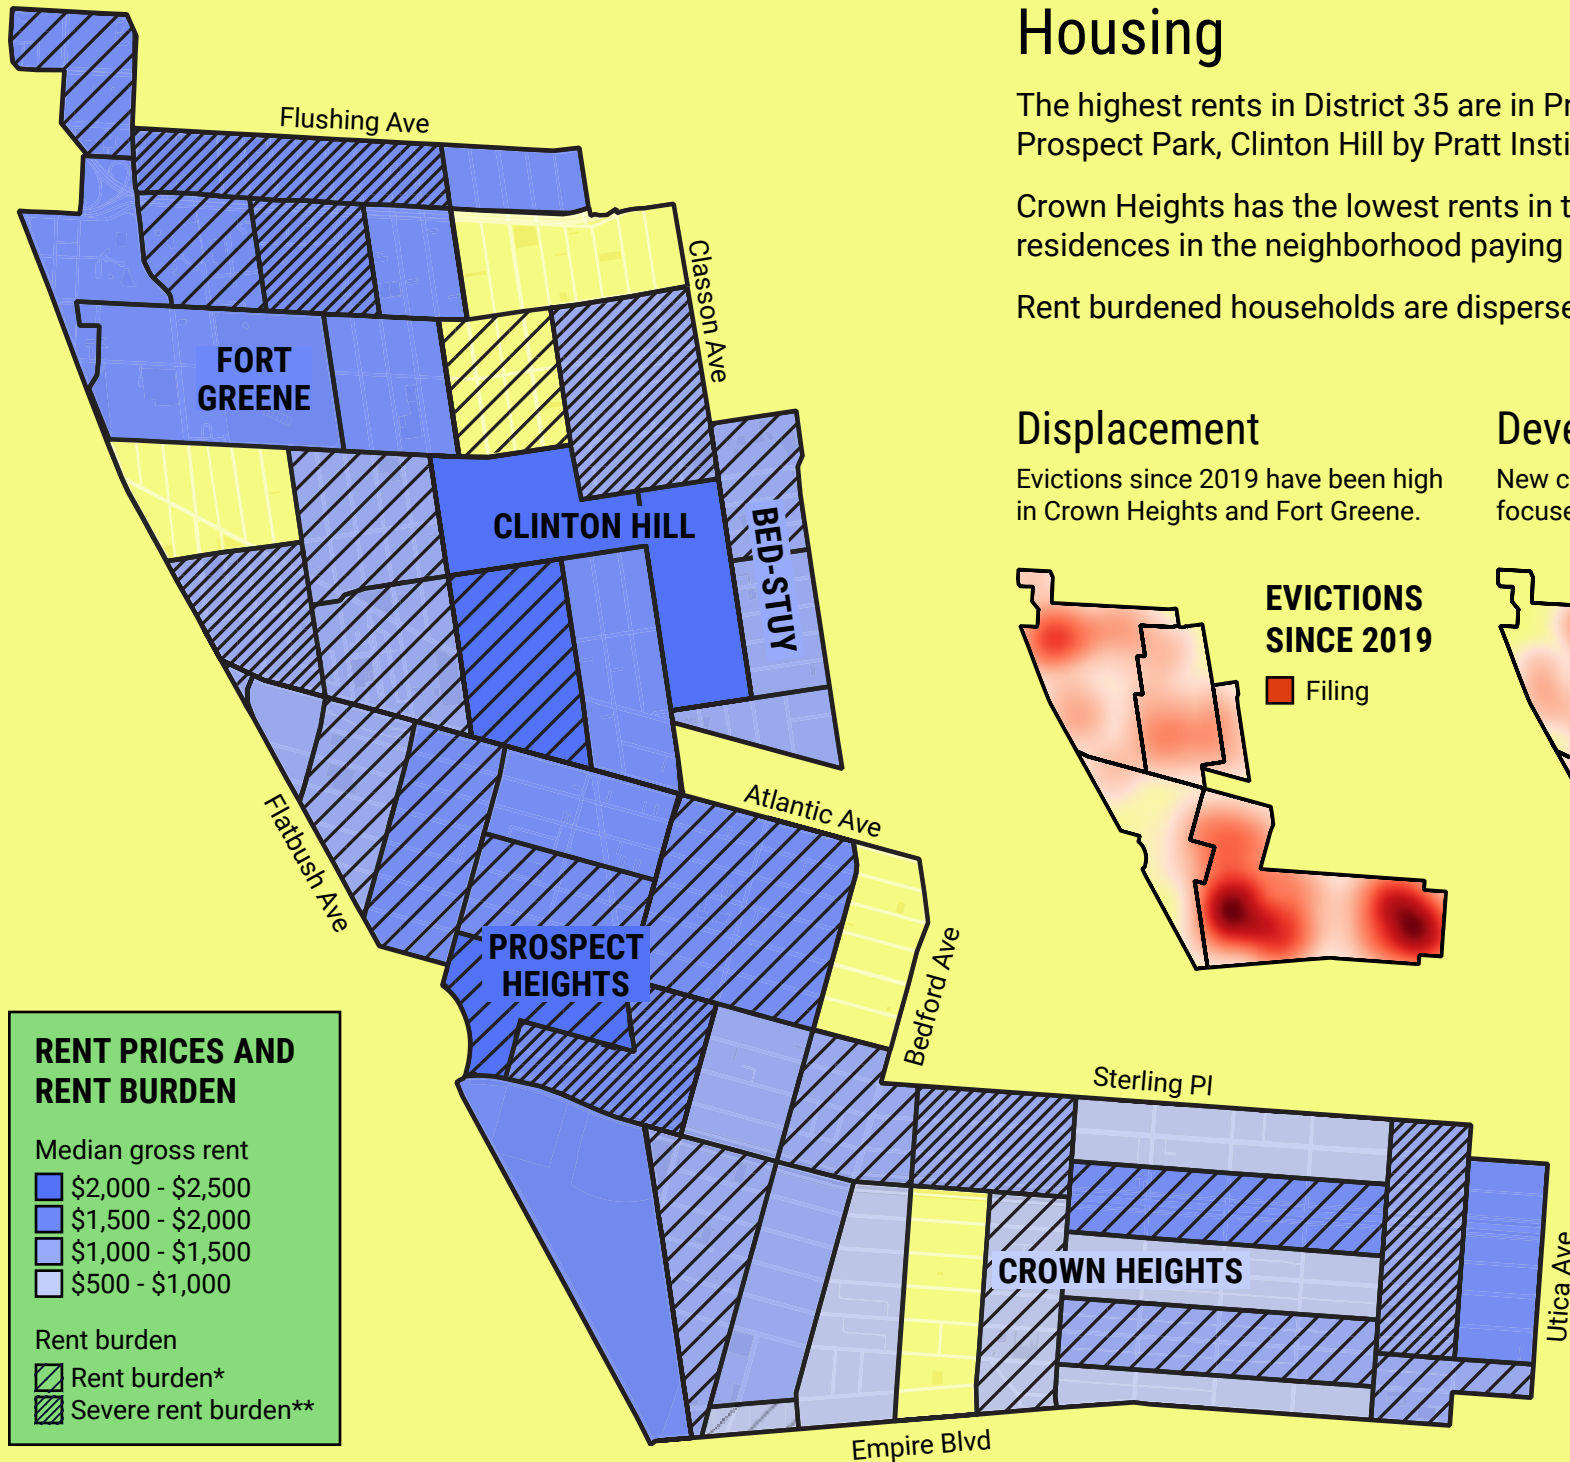 Housing
The highest rents in District 35 are in Pr
Prospect Park, Clinton Hill by Pratt Insti
Crown Heights has the lowest rents in t
residences in the neighborhood paying
Rent burdened households are disperse
Displacement
Evictions since 2019 have been high
in Crown Heights and Fort Greene.
Deve
New c
focuse
EVICTIONS
SINCE 2019
Filing
Flushing Ave
Classon Ave
FORT
GREENE
CLINTON HILL
BED-STUY
Atlantic Ave
Flatbush Ave
PROSPECT
HEIGHTS
Bedford Ave
Sterling Pl
CROWN HEIGHTS
Utica Ave
Empire Blvd
RENT PRICES AND
RENT BURDEN
Median gross rent
$2,000 - $2,500
$1,500 - $2,000
$1,000 - $1,500
$500 - $1,000
Rent burden
Rent burden*
Severe rent burden**